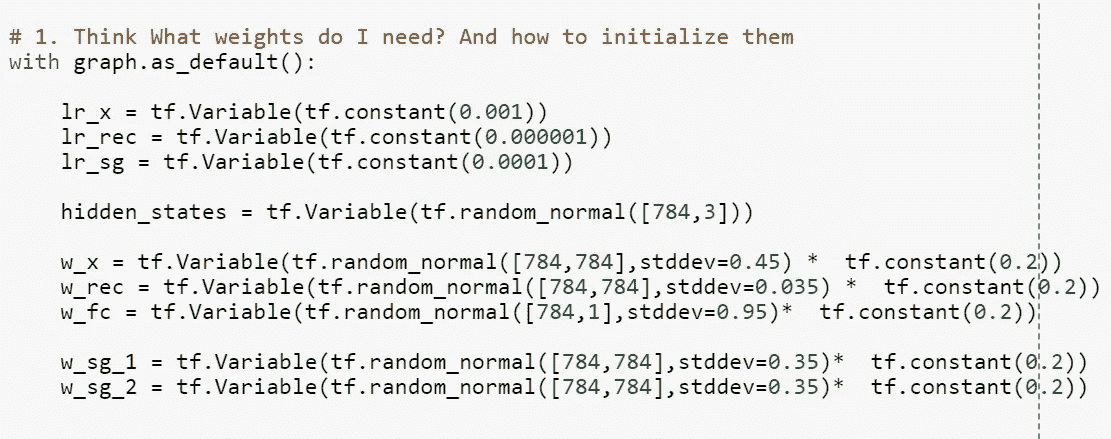 # 1. Think What weights do I need? And how to initialize them
with graph.as_default():
lr_x = tf.Variable(tf.constant(0.001))
lr_rec = tf.Variable(tf.constant(0.000001))
lr_sg = tf.Variable(tf.constant(0.0001))
hidden_states = tf.Variable(tf.random_normal([784,3]))
w_x = tf.Variable(tf.random_normal([784,784],stddev=0.45) *  tf.constant(0.2))
w_rec = tf.Variable(tf.random_normal([784,784],stddev=0.035) *  tf.constant(0.2))
w_fc = tf.Variable(tf.random_normal([784,1],stddev=0.95)*  tf.constant(0.2))
w_sg_1 = tf.Variable(tf.random_normal([784,784],stddev=0.35)*  tf.constant(0.2))
w_sg_2 = tf.Variable(tf.random_normal([784,784],stddev=0.35)*  tf.constant(0.2))